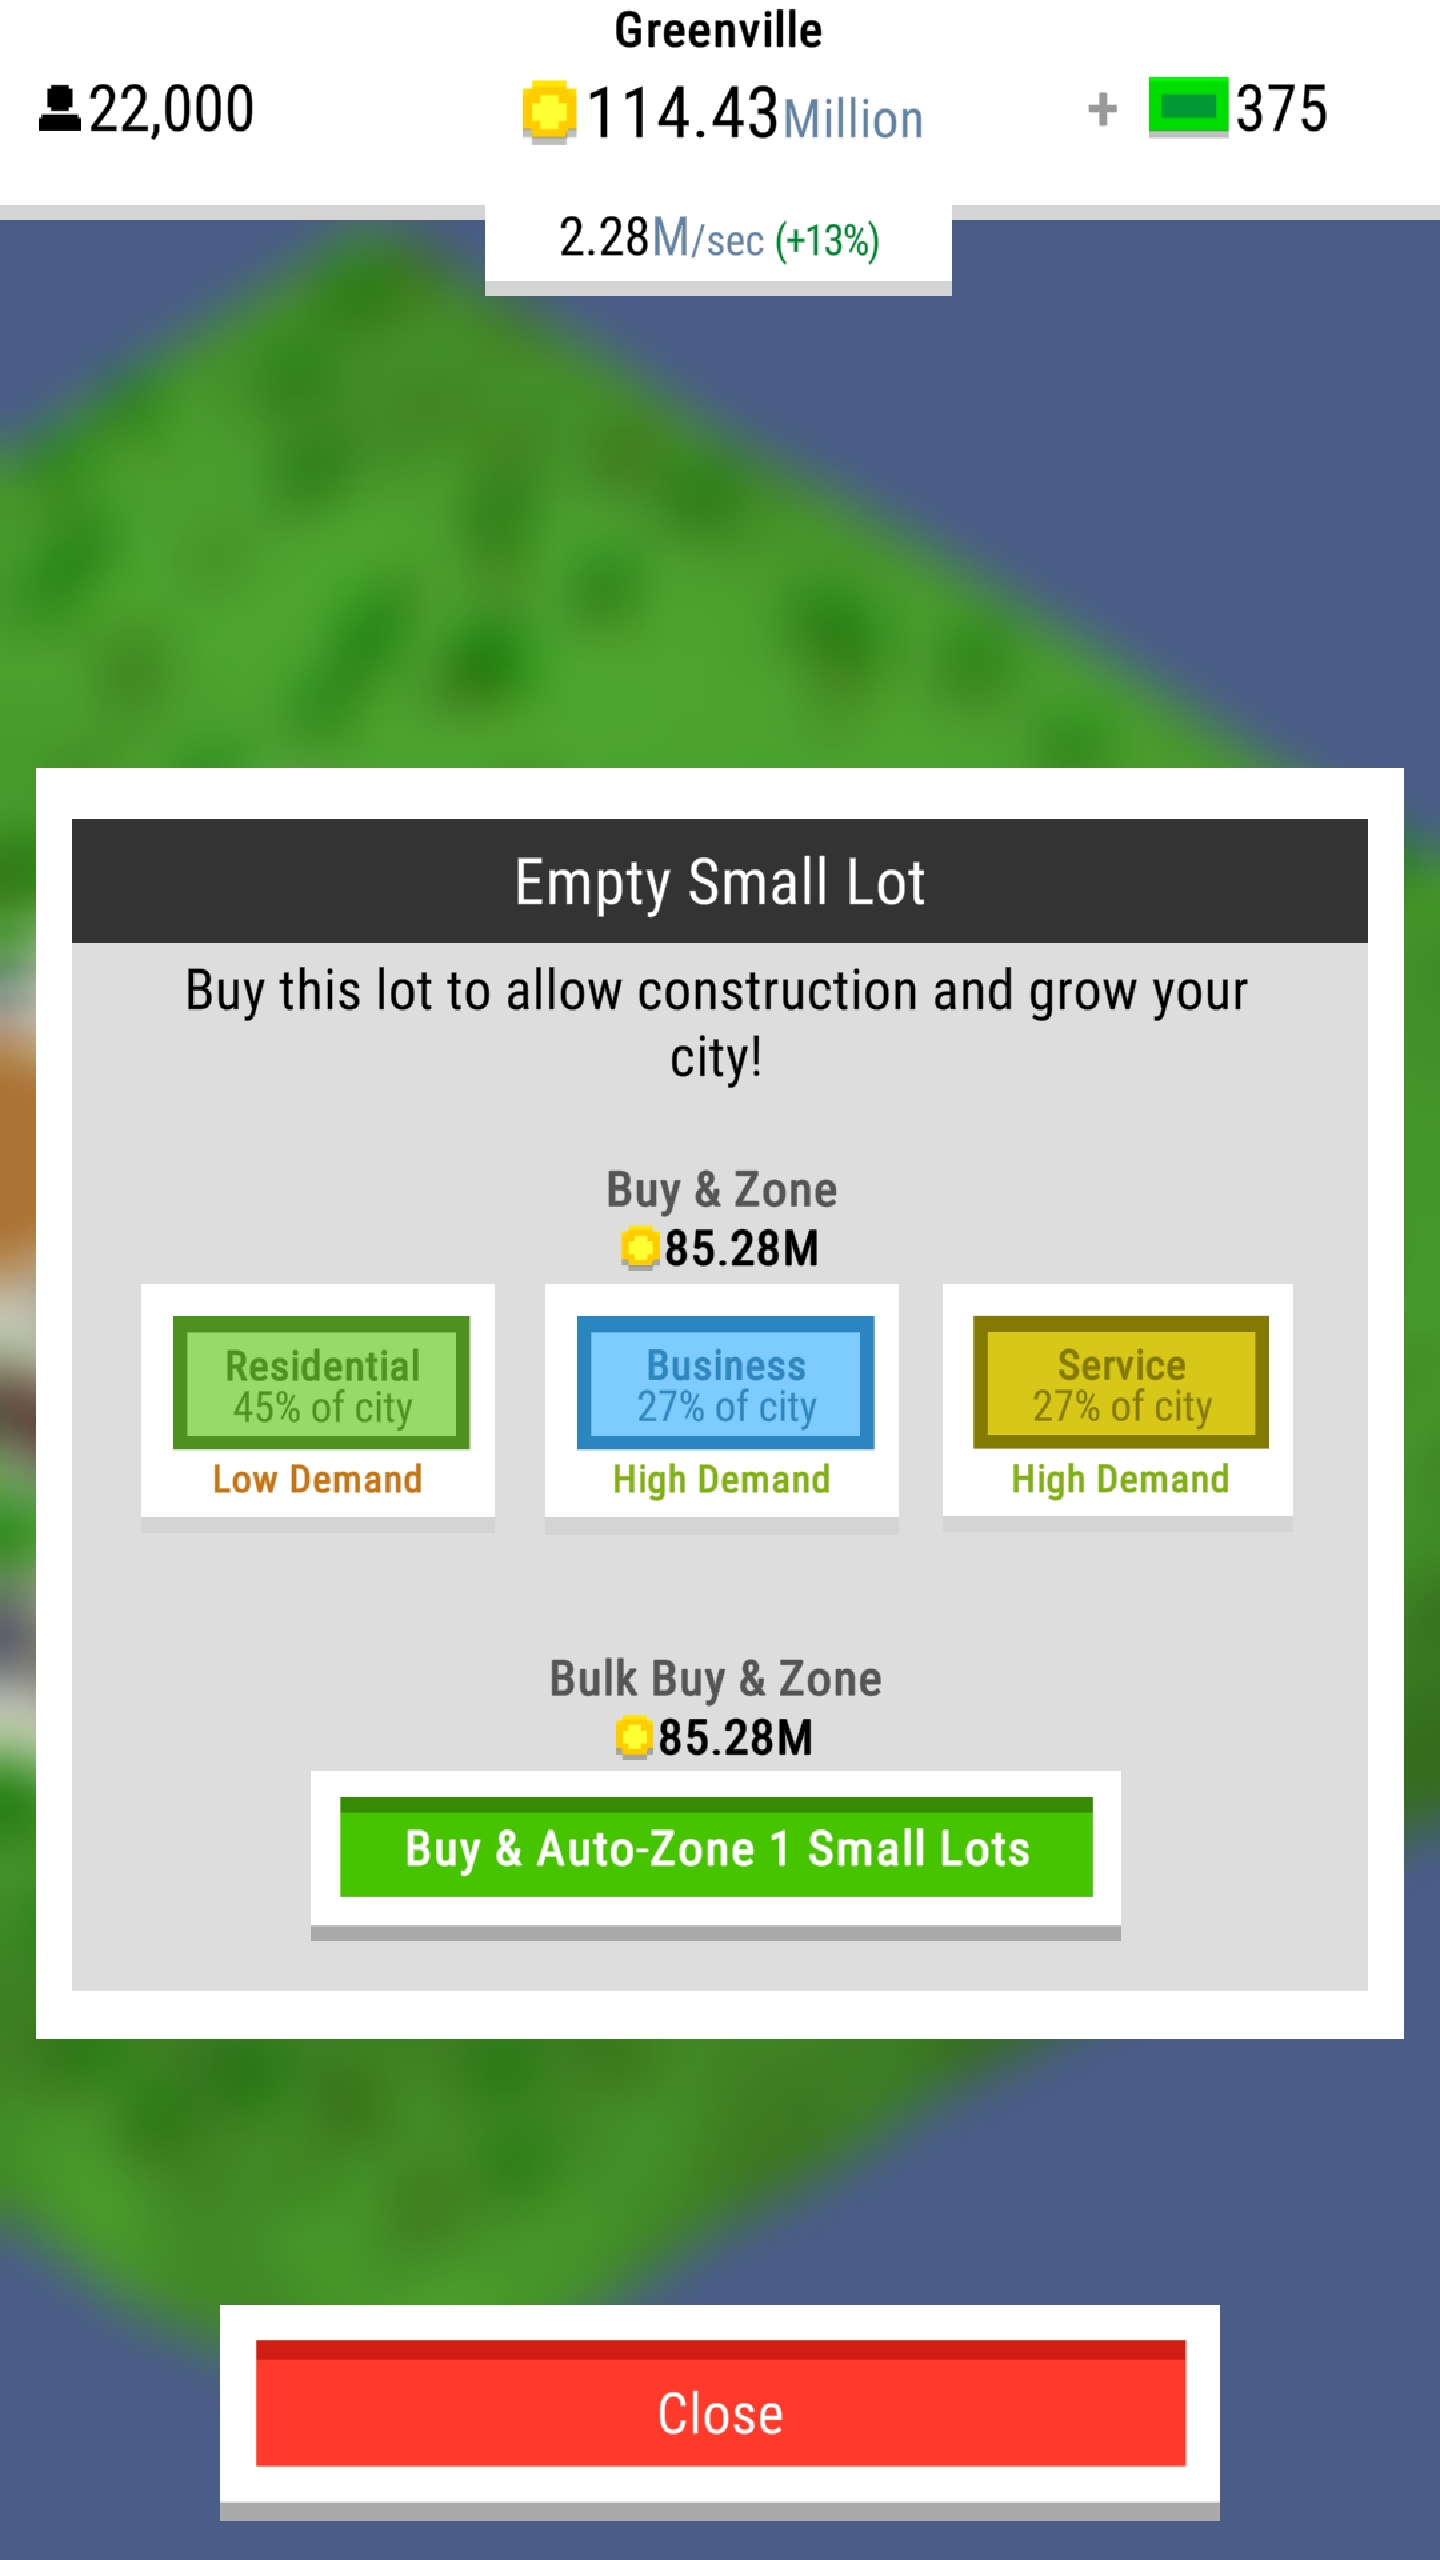 Greenville
22,000
114.43Million
+ 375
2.28M/sec (+13%)
Empty Small Lot
Buy this lot to allow construction and grow your
city!
Buy & Zone
85.28M
Residential
45% of city
Low Demand
Business
27% of city
High Demand
Service
27% of city
High Demand
Bulk Buy & Zone
85.28M
Buy & Auto-Zone 1 Small Lots
Close